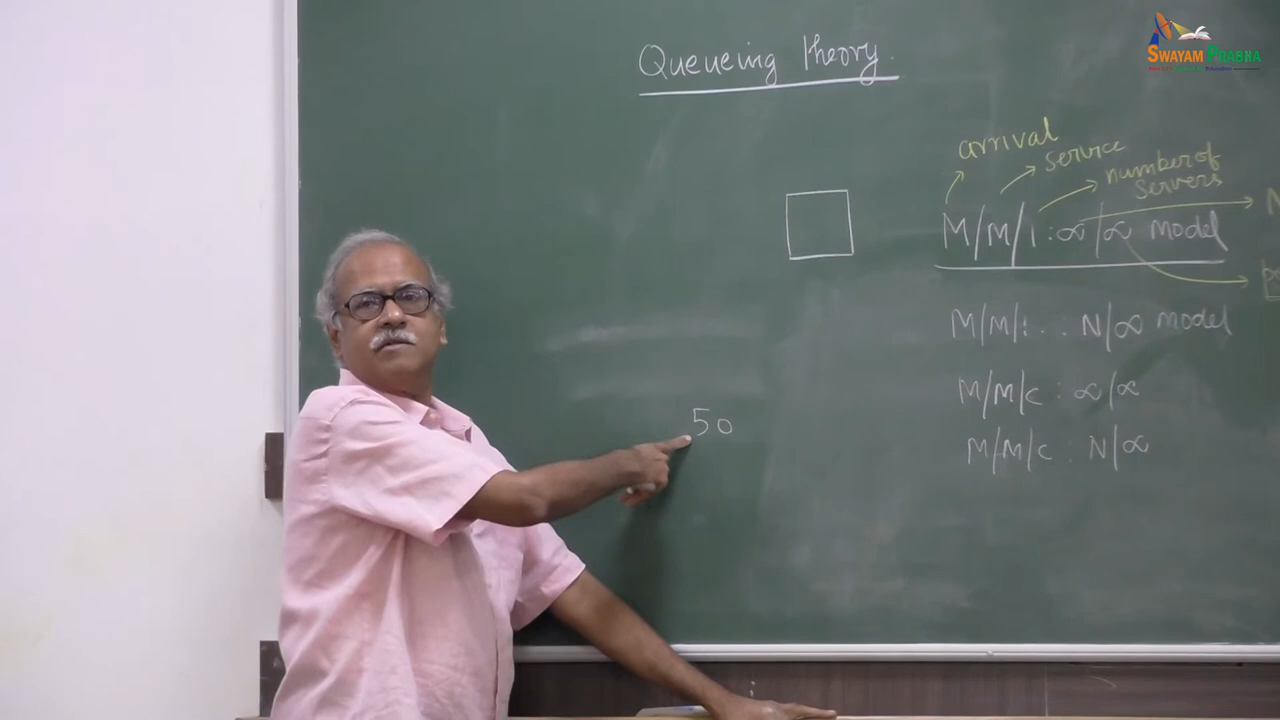 SWAYAM PRABHA
Queueing Theory.
arrival
service
number of
servers
M/M/1 : ∞/∞ model
M/M/1 : N/∞ model
M/M/c : ∞/∞
M/M/c : N/∞
50